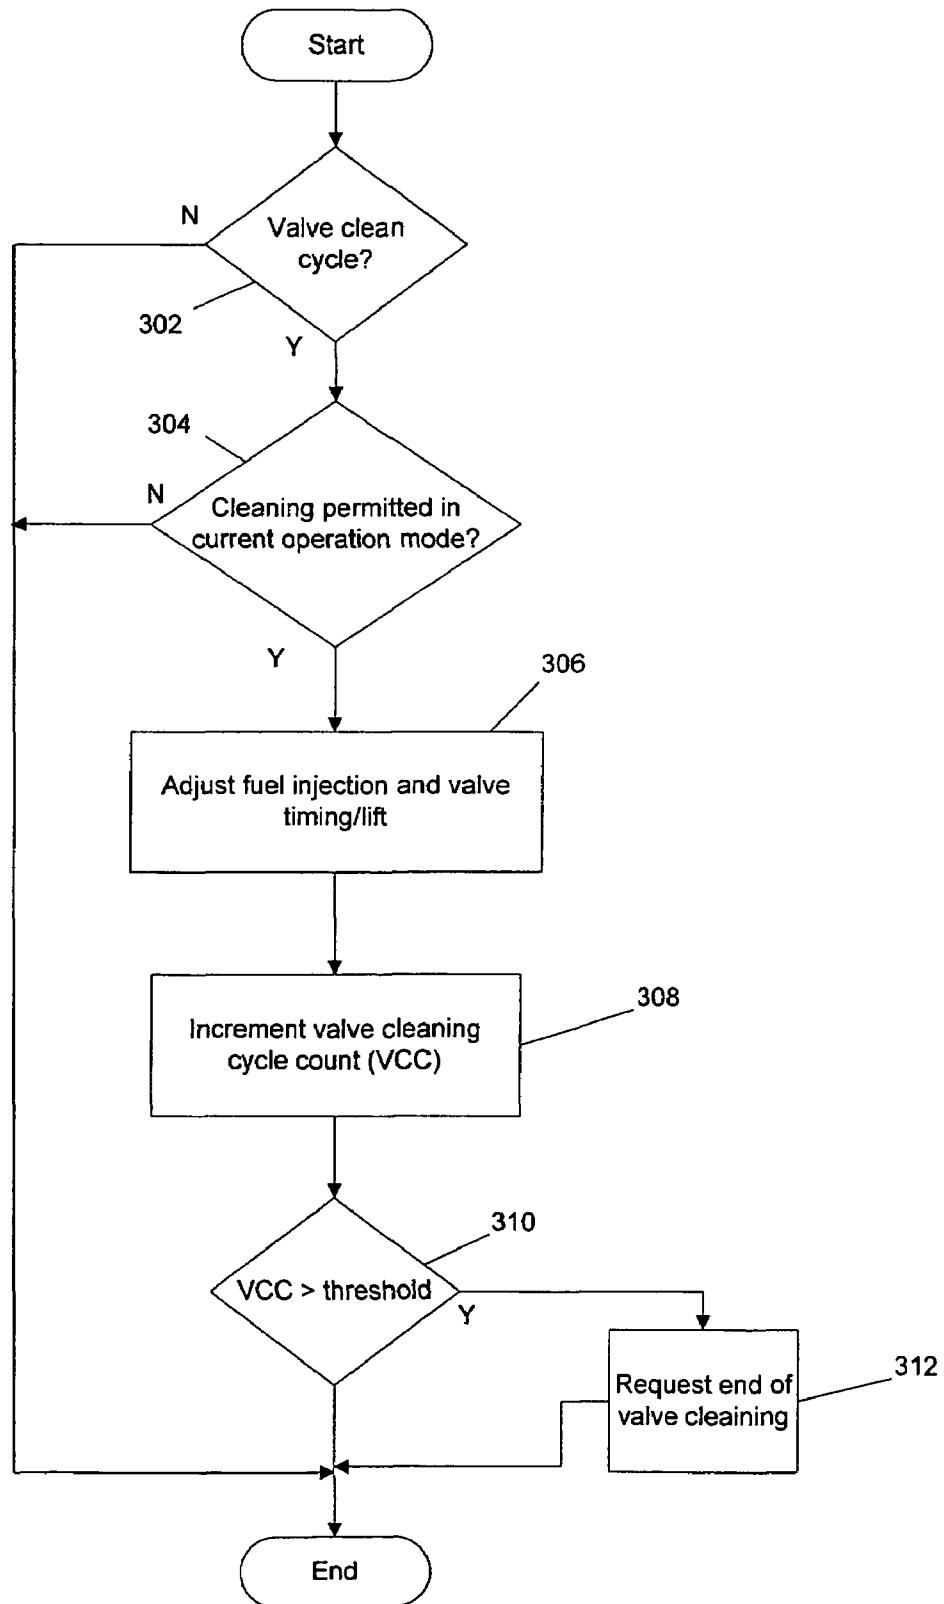 Start
N
Valve clean
cycle?
302
Y
304
N
Cleaning permitted in
current operation mode?
Y
306
Adjust fuel injection and valve
timing/lift
308
Increment valve cleaning
cycle count (VCC)
310
VCC > threshold
Y
312
Request end of
valve cleaining
End